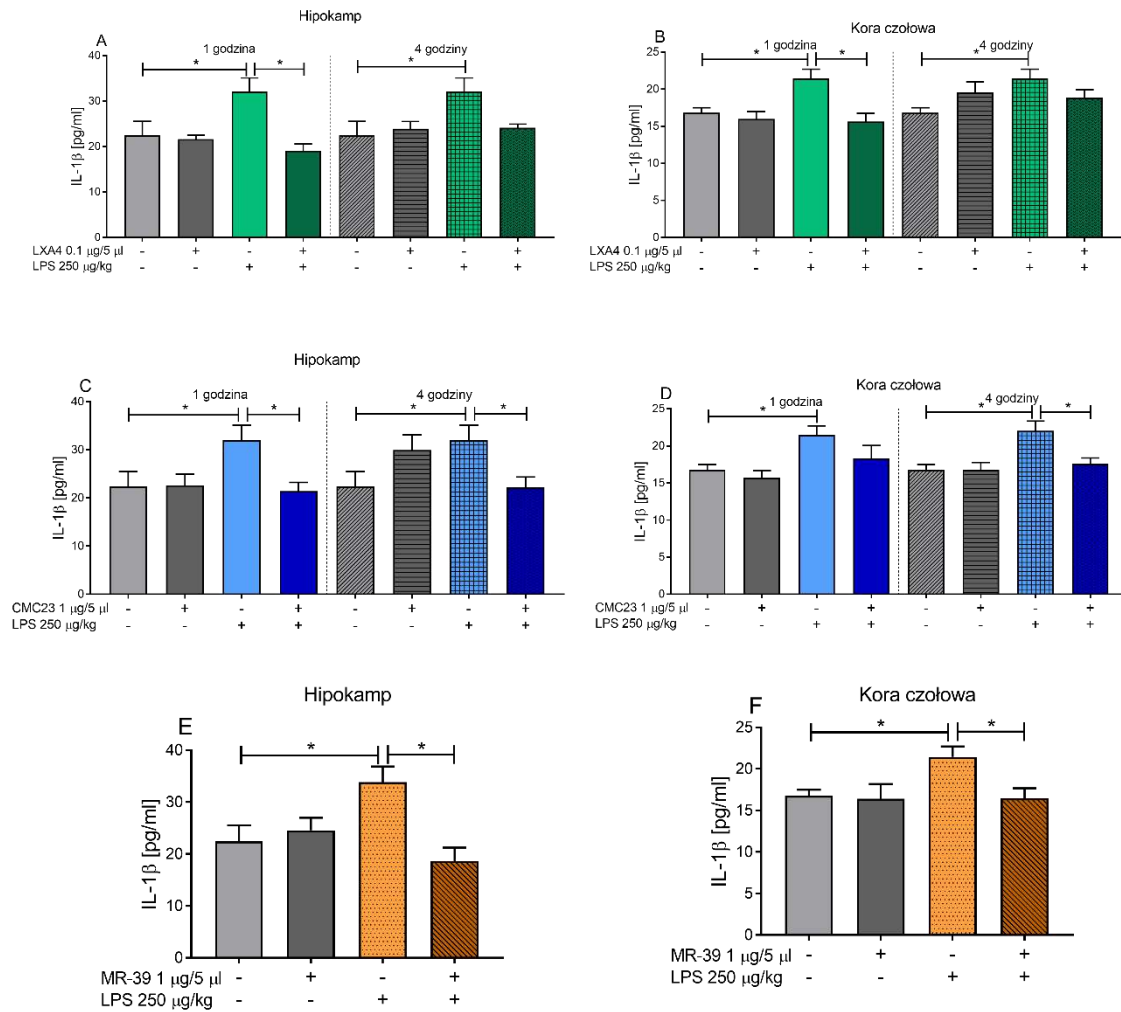 Hipokamp
A
1 godzina
4 godziny
* * *
IL-1β [pg/ml]
40
30
20
10
0
LXA4 0.1 µg/5 µl - + - + - + - +
LPS 250 µg/kg - - + + - - + +
Kora czołowa
B
1 godzina
4 godziny
* * *
IL-1β [pg/ml]
25
20
15
10
5
0
LXA4 0.1 µg/5 µl - + - + - + - +
LPS 250 µg/kg - - + + - - + +
Hipokamp
C
1 godzina
4 godziny
* * * *
IL-1β [pg/ml]
40
30
20
10
0
CMC23 1 µg/5 µl - + - + - + - +
LPS 250 µg/kg - - + + - - + +
Kora czołowa
D
1 godzina
4 godziny
* * *
IL-1β [pg/ml]
25
20
15
10
5
0
CMC23 1 µg/5 µl - + - + - + - +
LPS 250 µg/kg - - + + - - + +
Hipokamp
E
* *
IL-1β [pg/ml]
40
30
20
10
0
MR-39 1 µg/5 µl - + - +
LPS 250 µg/kg - - + +
Kora czołowa
F
* *
IL-1β [pg/ml]
25
20
15
10
5
0
MR-39 1 µg/5 µl - + - +
LPS 250 µg/kg - - + +